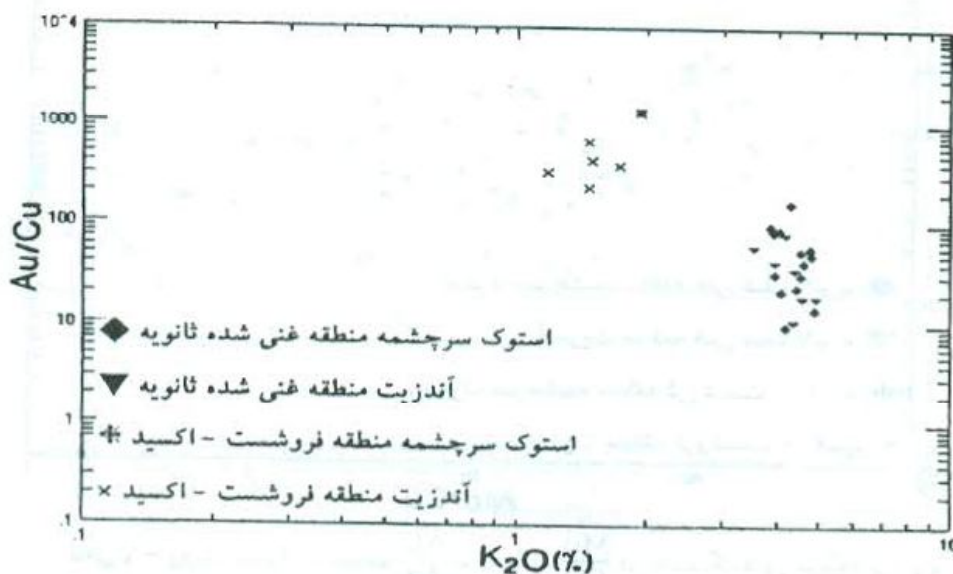 10^4
1000
100
10
1
.1
Au/Cu
استوک سرچشمه منطقه غنی شده ثانویه
آندزیت منطقه غنی شده ثانویه
استوک سرچشمه منطقه فروشست - اکسید
آندزیت منطقه فروشست - اکسید
0.1
1
10
K₂O(%)